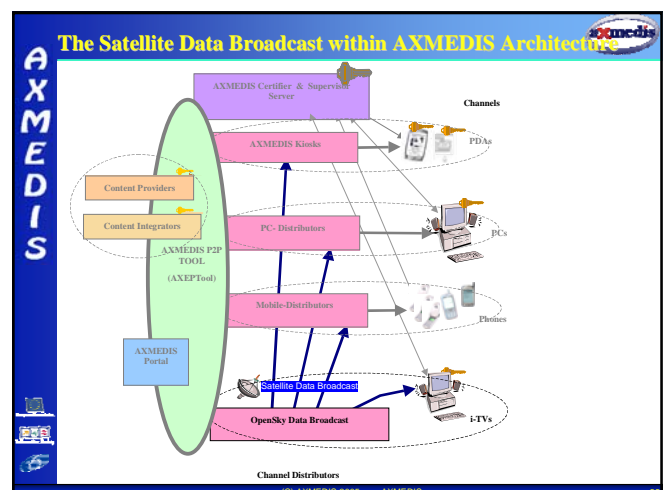 The Satellite Data Broadcast within AXMEDIS Architecture
axmedis
AXMEDIS
AXMEDIS Certifier & Supervisor
Server
Channels
AXMEDIS Kiosks
PDAs
Content Providers
Content Integrators
PC- Distributors
PCs
AXMEDIS P2P
TOOL
(AXEPTool)
Mobile-Distributors
Phones
AXMEDIS
Portal
Satellite Data Broadcast
OpenSky Data Broadcast
i-TVs
Channel Distributors